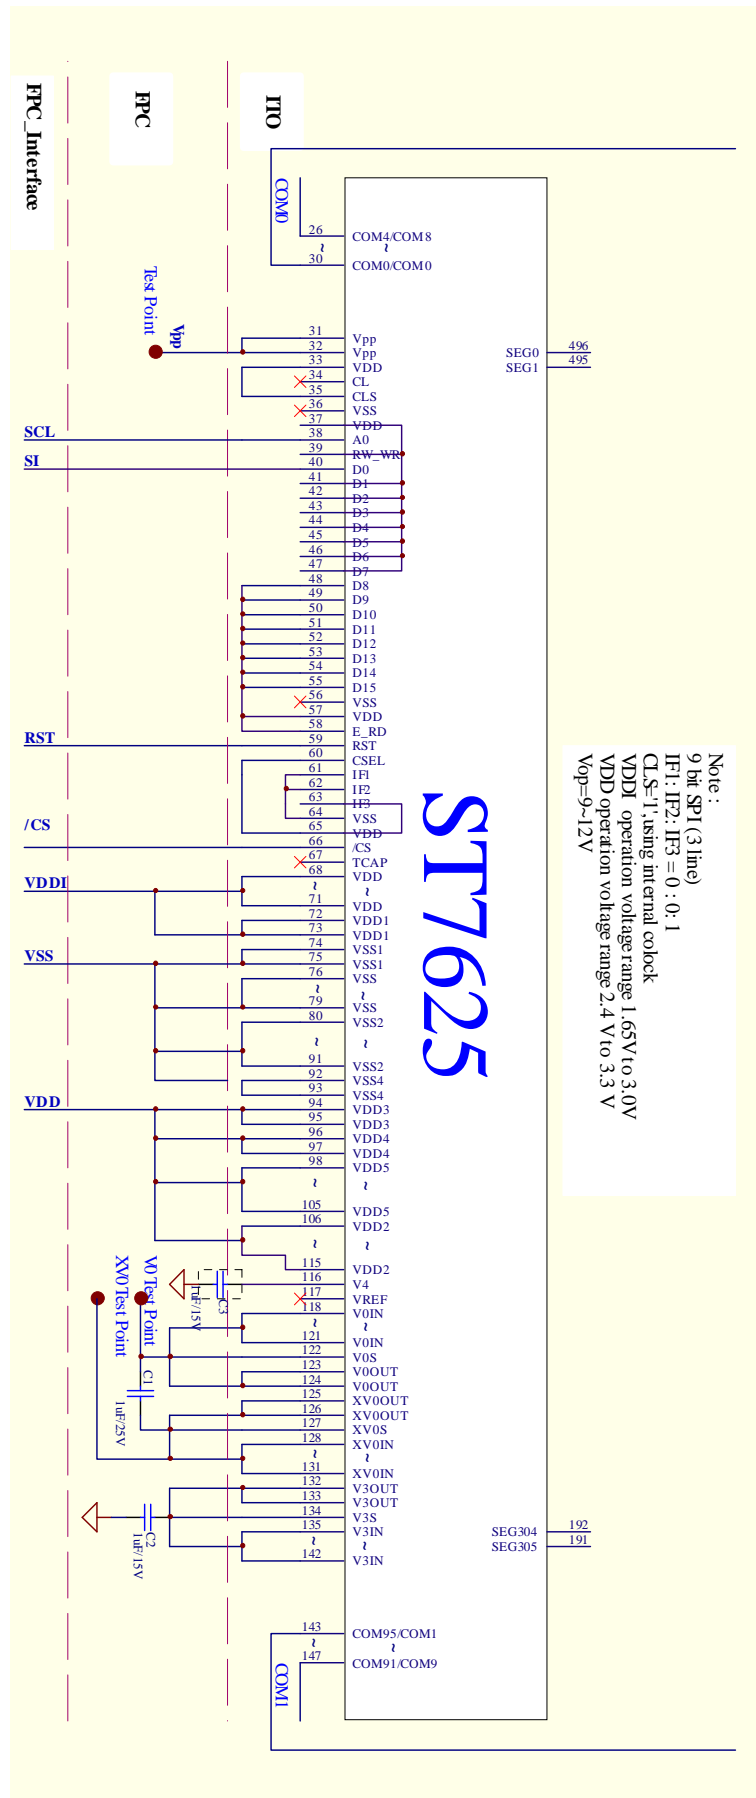 FPC_Interface
FPC
ITO
COM0
26 COM4/COM8
~ ~
30 COM0/COM0
Test Point
Vpp
31 Vpp
32 Vpp
33 VDD
34 CL
35 CLS
36 VSS
37 VDD
SCL 38 A0
39 RW_WR
SI 40 D0
41 D1
42 D2
43 D3
44 D4
45 D5
46 D6
47 D7
48 D8
49 D9
50 D10
51 D11
52 D12
53 D13
54 D14
55 D15
56 VSS
57 VDD
58 E_RD
RST 59 RST
60 CSEL
61 IF1
62 IF2
63 IF3
64 VSS
65 VDD
/CS 66 /CS
67 TCAP
68 VDD
VDDI ~ ~
71 VDD
72 VDD1
73 VDD1
74 VSS1
VSS 75 VSS1
76 VSS
~ ~
79 VSS
80 VSS2
~ ~
91 VSS2
92 VSS4
93 VSS4
VDD 94 VDD3
95 VDD3
96 VDD4
97 VDD4
98 VDD5
~ ~
105 VDD5
106 VDD2
~ ~
115 VDD2
116 V4
117 VREF
118 V0IN
~ ~
121 V0IN
122 V0S
123 V0OUT
124 V0OUT
125 XV0OUT
126 XV0OUT
127 XV0S
128 XV0IN
~ ~
131 XV0IN
132 V3OUT
133 V3OUT
134 V3S
135 V3IN
~ ~
142 V3IN
143 COM95/COM1
~ ~
147 COM91/COM9
COM1
V0 Test Point
XV0 Test Point
C3
1uF/15V
C1
1uF/25V
C2
1uF/15V
SEG0 496
SEG1 495
SEG304 192
SEG305 191
ST7625
Note :
9 bit SPI (3 line)
IF1: IF2: IF3 = 0 : 0: 1
CLS='1',using internal colock
VDDI operation voltage range 1.65V to 3.0V
VDD operation voltage range 2.4 V to 3.3 V
Vop=9~12V